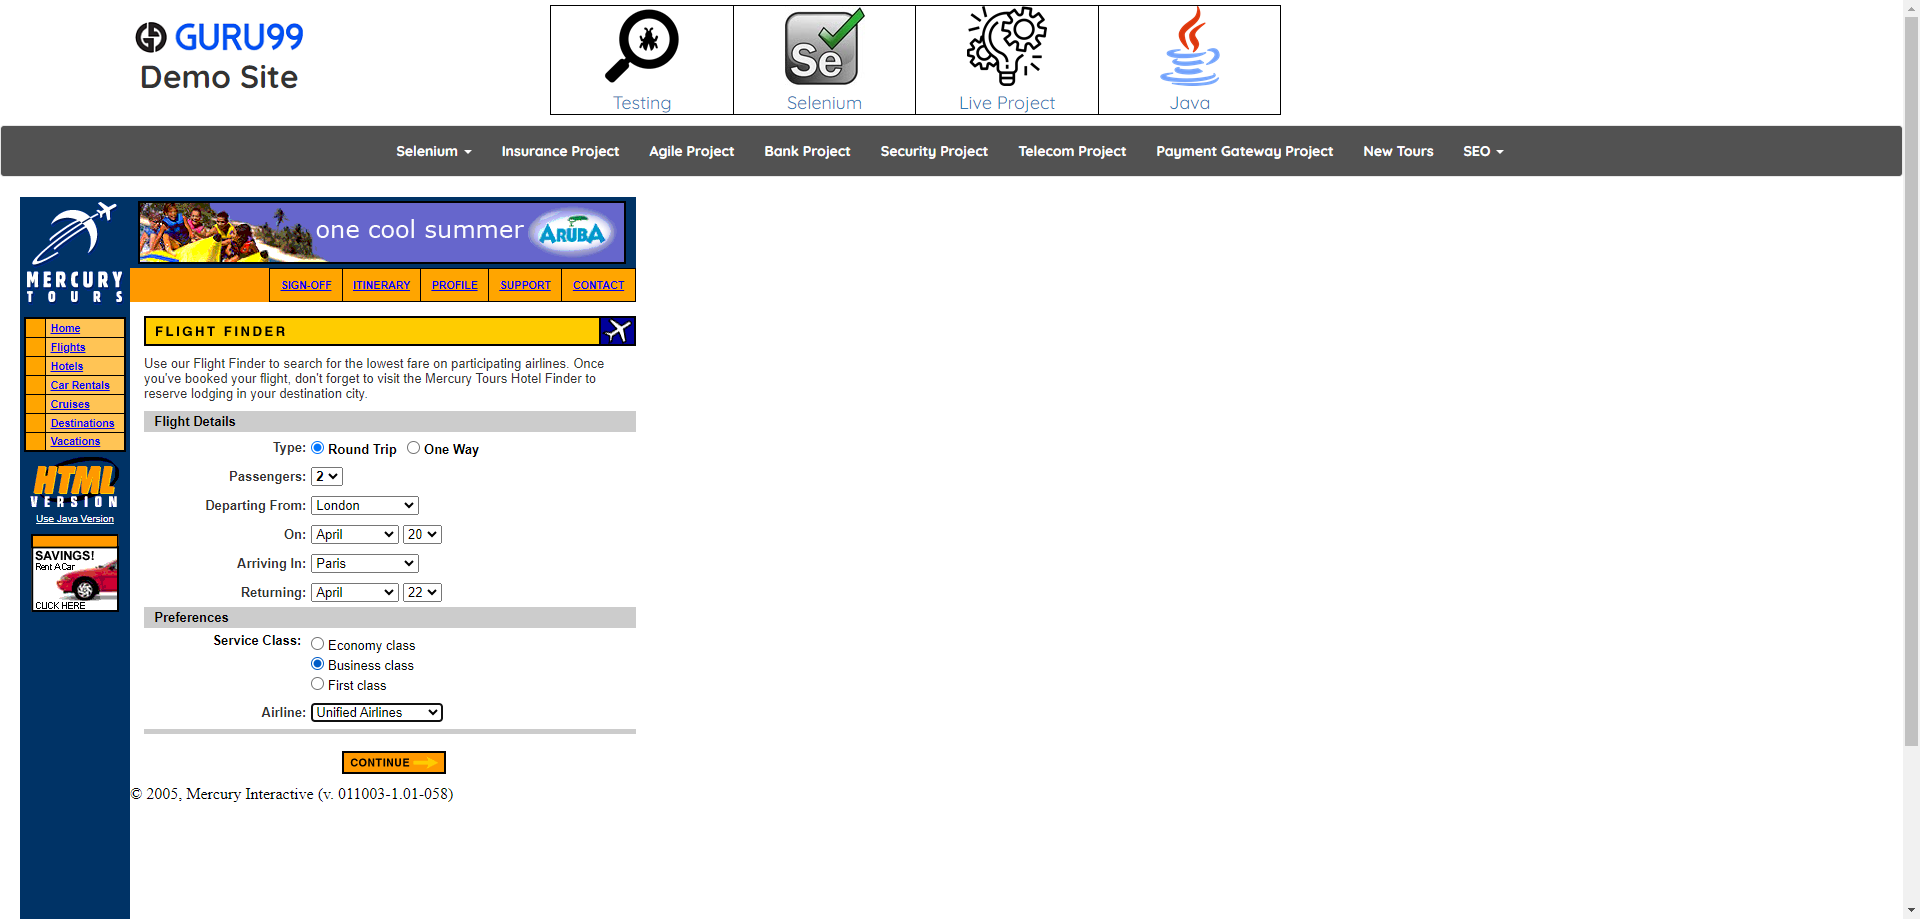 GURU99
Demo Site
Testing
Selenium
Live Project
Java
Selenium
Insurance Project
Agile Project
Bank Project
Security Project
Telecom Project
Payment Gateway Project
New Tours
SEO
MERCURY
TOURS
one cool summer
ARUBA
SIGN-OFF
ITINERARY
PROFILE
SUPPORT
CONTACT
Home
Flights
Hotels
Car Rentals
Cruises
Destinations
Vacations
HTML
VERSION
Use Java Version
SAVINGS!
Rent A Car
CLICK HERE
FLIGHT FINDER
Use our Flight Finder to search for the lowest fare on participating airlines. Once
you've booked your flight, don't forget to visit the Mercury Tours Hotel Finder to
reserve lodging in your destination city.
Flight Details
Type: Round Trip One Way
Passengers: 2
Departing From: London
On: April 20
Arriving In: Paris
Returning: April 22
Preferences
Service Class: Economy class
Business class
First class
Airline: Unified Airlines
CONTINUE
© 2005, Mercury Interactive (v. 011003-1.01-058)